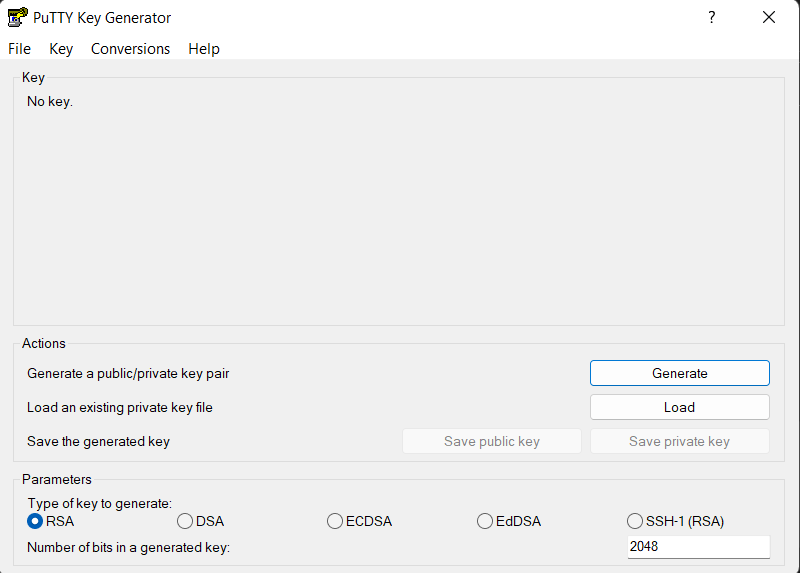 PuTTY Key Generator ?
File Key Conversions Help
Key
No key.
Actions
Generate a public/private key pair Generate
Load an existing private key file Load
Save the generated key Save public key Save private key
Parameters
Type of key to generate:
RSA DSA ECDSA EdDSA SSH-1 (RSA)
Number of bits in a generated key: 2048